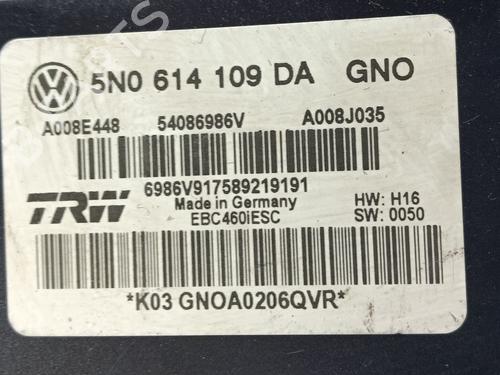 5N0 614 109 DA GNO
A008E448 54086986V A008J035
6986V917589219191
TRW Made in Germany HW: H16
EBC460iESC SW: 0050
*K03 GNOA0206QVR*